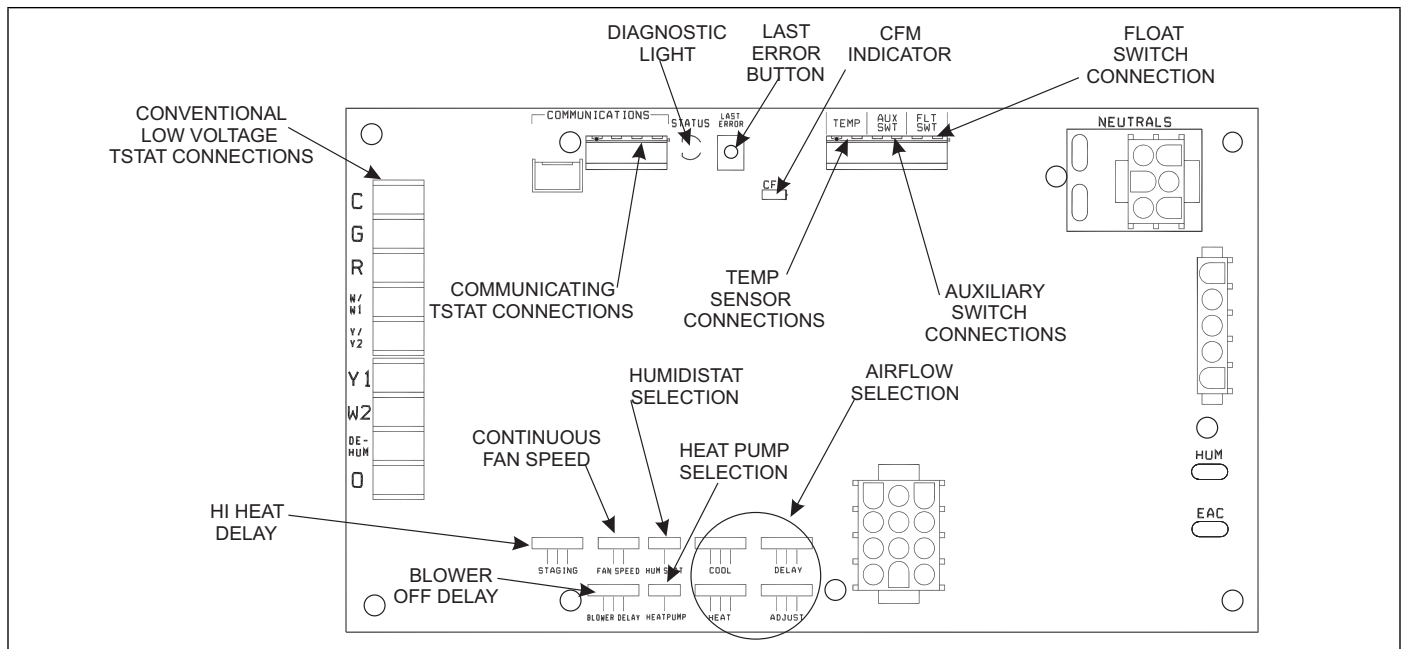 DIAGNOSTIC
LIGHT
LAST
ERROR
BUTTON
CFM
INDICATOR
FLOAT
SWITCH
CONNECTION
CONVENTIONAL
LOW VOLTAGE
TSTAT CONNECTIONS
COMMUNICATIONS
STATUS
LAST
ERROR
TEMP
AUX
SWT
FLT
SWT
NEUTRALS
CF
C
G
R
W/
W1
Y/
Y2
Y1
W2
DE-
HUM
O
COMMUNICATING
TSTAT CONNECTIONS
TEMP
SENSOR
CONNECTIONS
AUXILIARY
SWITCH
CONNECTIONS
HUMIDISTAT
SELECTION
AIRFLOW
SELECTION
CONTINUOUS
FAN SPEED
HEAT PUMP
SELECTION
HUM
EAC
HI HEAT
DELAY
STAGING
FAN SPEED
COOL
DELAY
BLOWER
OFF DELAY
BLOWER DELAY
HEATPUMP
HEAT
ADJUST